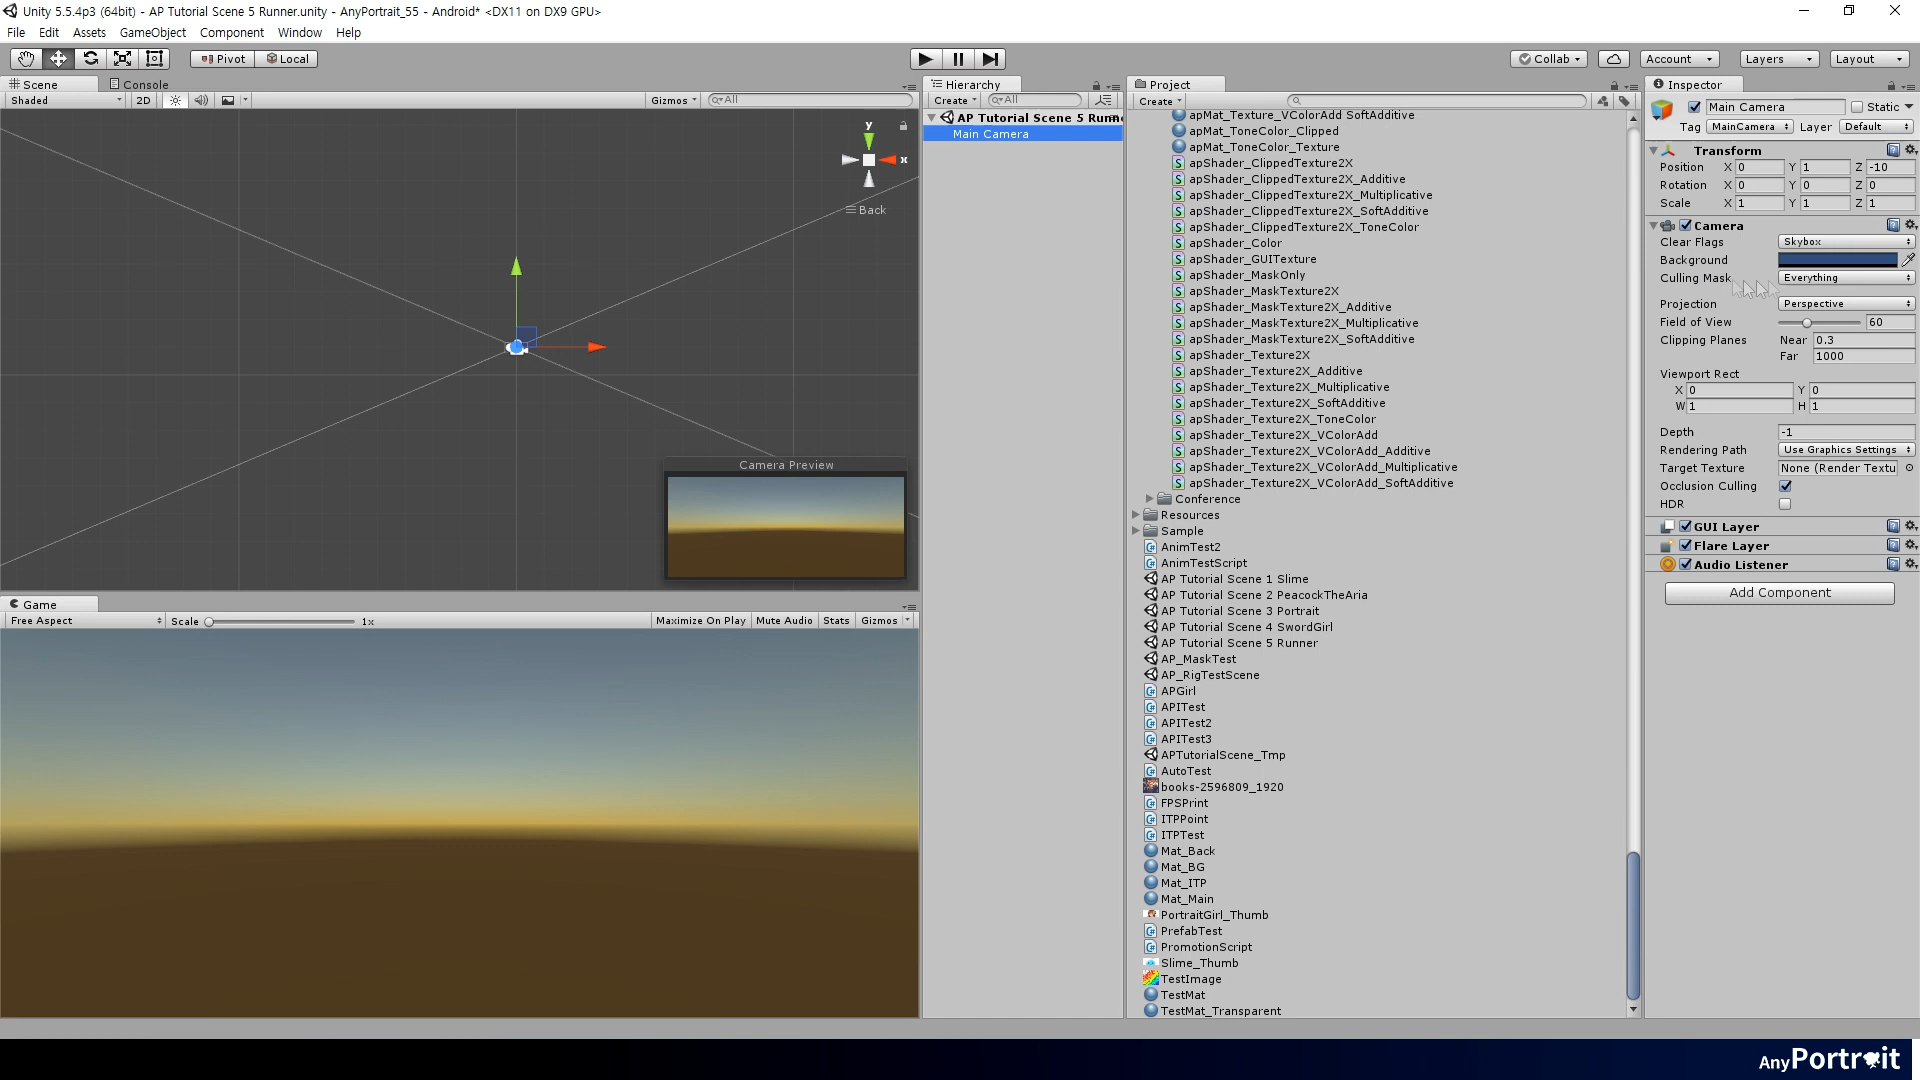 Unity 5.5.4p3 (64bit) - AP Tutorial Scene 5 Runner.unity - AnyPortrait_55 - Android* <DX11 on DX9 GPU>
File Edit Assets GameObject Component Window Help
Pivot Local Collab Account Layers Layout
Scene Console
Shaded 2D Gizmos All
y
x
Back
Camera Preview
Game
Free Aspect Scale 1x Maximize On Play Mute Audio Stats Gizmos
Hierarchy
Create All
AP Tutorial Scene 5 Runn
Main Camera
Project
Create
apMat_Texture_VColorAdd SoftAdditive
apMat_ToneColor_Clipped
apMat_ToneColor_Texture
apShader_ClippedTexture2X
apShader_ClippedTexture2X_Additive
apShader_ClippedTexture2X_Multiplicative
apShader_ClippedTexture2X_SoftAdditive
apShader_ClippedTexture2X_ToneColor
apShader_Color
apShader_GUITexture
apShader_MaskOnly
apShader_MaskTexture2X
apShader_MaskTexture2X_Additive
apShader_MaskTexture2X_Multiplicative
apShader_MaskTexture2X_SoftAdditive
apShader_Texture2X
apShader_Texture2X_Additive
apShader_Texture2X_Multiplicative
apShader_Texture2X_SoftAdditive
apShader_Texture2X_ToneColor
apShader_Texture2X_VColorAdd
apShader_Texture2X_VColorAdd_Additive
apShader_Texture2X_VColorAdd_Multiplicative
apShader_Texture2X_VColorAdd_SoftAdditive
Conference
Resources
Sample
AnimTest2
AnimTestScript
AP Tutorial Scene 1 Slime
AP Tutorial Scene 2 PeacockTheAria
AP Tutorial Scene 3 Portrait
AP Tutorial Scene 4 SwordGirl
AP Tutorial Scene 5 Runner
AP_MaskTest
AP_RigTestScene
APGirl
APITest
APITest2
APITest3
APTutorialScene_Tmp
AutoTest
books-2596809_1920
FPSPrint
ITPPoint
ITPTest
Mat_Back
Mat_BG
Mat_ITP
Mat_Main
PortraitGirl_Thumb
PrefabTest
PromotionScript
Slime_Thumb
TestImage
TestMat
TestMat_Transparent
Inspector
Main Camera Static
Tag MainCamera Layer Default
Transform
Position X 0 Y 1 Z -10
Rotation X 0 Y 0 Z 0
Scale X 1 Y 1 Z 1
Camera
Clear Flags Skybox
Background
Culling Mask Everything
Projection Perspective
Field of View 60
Clipping Planes Near 0.3
Far 1000
Viewport Rect
X 0 Y 0
W 1 H 1
Depth -1
Rendering Path Use Graphics Settings
Target Texture None (Render Textu
Occlusion Culling
HDR
GUI Layer
Flare Layer
Audio Listener
Add Component
AnyPortrait